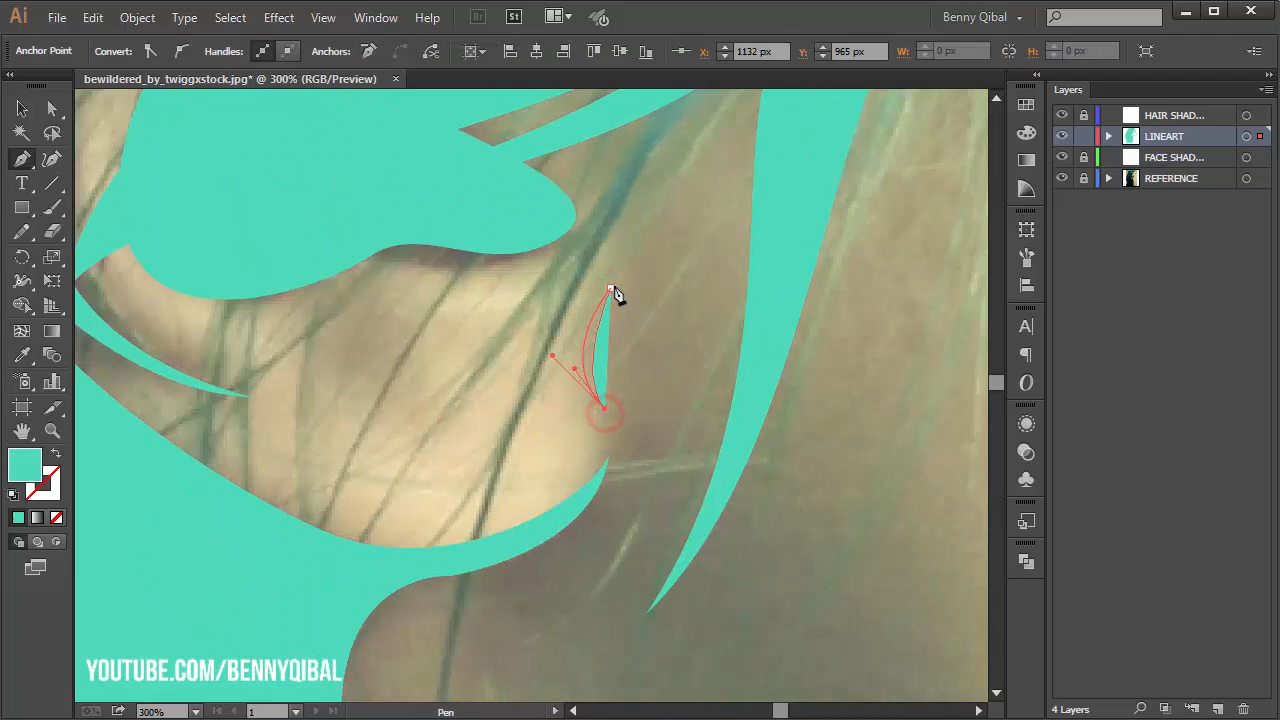 Ai File Edit Object Type Select Effect View Window Help Br St Benny Qibal
Anchor Point Convert: Handles: Anchors: X: 1132 px Y: 965 px W: 0 px H: 0 px
bewildered_by_twiggxstock.jpg* @ 300% (RGB/Preview) ×
Layers
HAIR SHAD...
LINEART
FACE SHAD...
REFERENCE
YOUTUBE.COM/BENNYQIBAL
300% 1 Pen 4 Layers